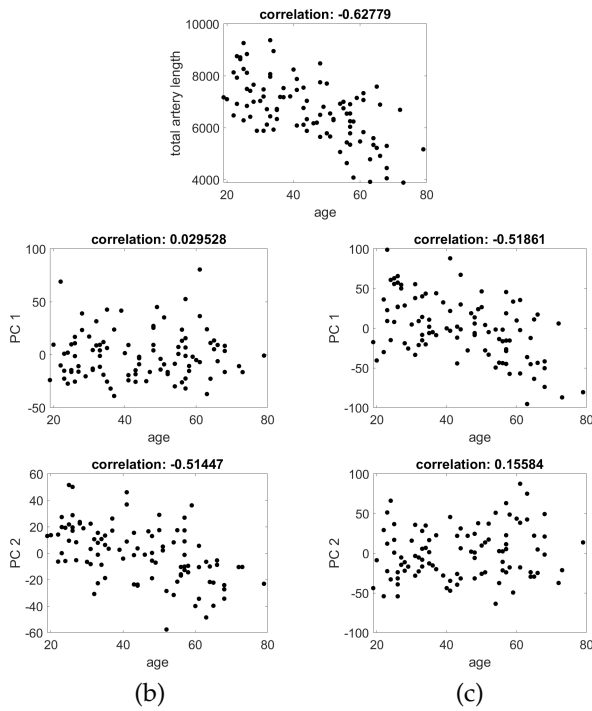 correlation: -0.62779
10000
8000
6000
4000
total artery length
20 40 60 80
age
correlation: 0.029528
100
50
0
-50
PC 1
20 40 60 80
age
correlation: -0.51861
100
50
0
-50
-100
PC 1
20 40 60 80
age
correlation: -0.51447
60
40
20
0
-20
-40
-60
PC 2
20 40 60 80
age
correlation: 0.15584
100
50
0
-50
-100
PC 2
20 40 60 80
age
(b) (c)